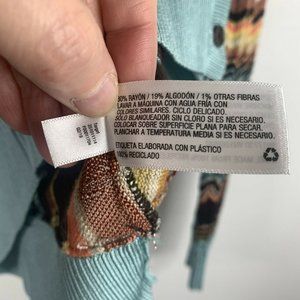 80% RAYÓN / 19% ALGODÓN / 1% OTRAS FIBRAS
LAVAR A MÁQUINA CON AGUA FRÍA CON
COLORES SIMILARES. CICLO DELICADO.
SOLO BLANQUEADOR SIN CLORO SI ES NECESARIO.
COLOCAR SOBRE SUPERFICIE PLANA PARA SECAR.
PLANCHAR A TEMPERATURA MEDIA SI ES NECESARIO.
ETIQUETA ELABORADA CON PLÁSTICO
100% RECICLADO